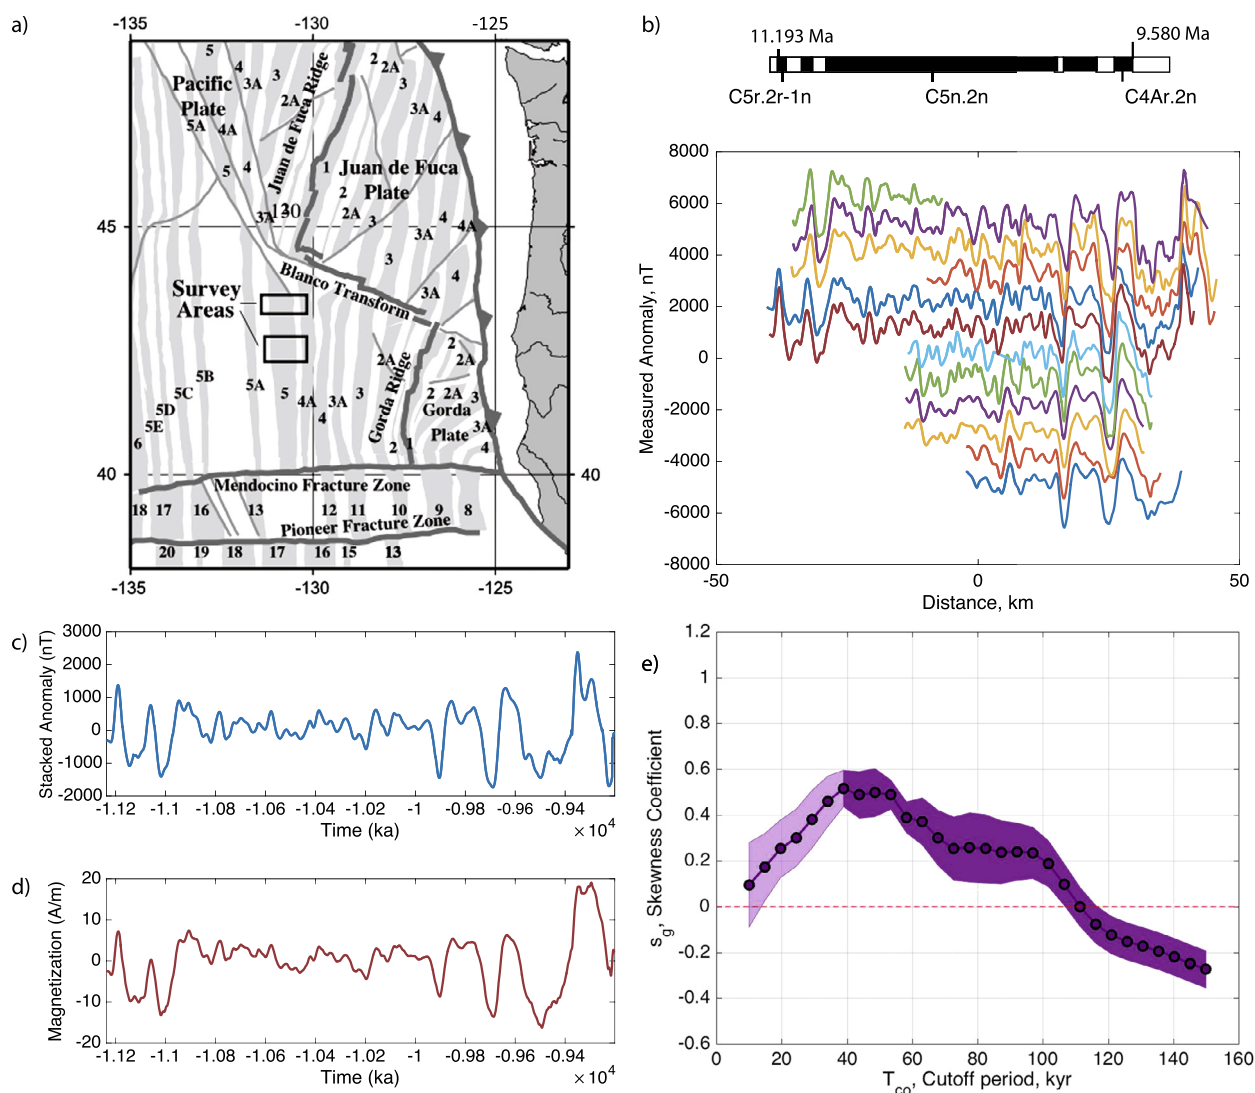 a)
-135
-130
-125
5
4
3A
3
2A
Pacific
Plate
5A
4A
5
4
3A
130
Juan de Fuca Ridge
2
2A
3
3A
4
1
Juan de Fuca
Plate
2
2A
3
4
4A
3A
45
3
4
3A
Blanco Transform
Survey
Areas
2
2A
2A
5B
5C
5D
5E
6
5A
5
4A
4
3A
3
Gorda Ridge
2
1
2
2A
3
Gorda
Plate
3A
4
40
40
Mendocino Fracture Zone
18
17
16
13
12
11
10
9
8
Pioneer Fracture Zone
20
19
18
17
16
15
13
-135
-130
-125
b)
11.193 Ma
9.580 Ma
C5r.2r-1n
C5n.2n
C4Ar.2n
8000
6000
4000
2000
0
-2000
-4000
-6000
-8000
Measured Anomaly, nT
-50
0
50
Distance, km
c)
3000
2000
1000
0
-1000
-2000
Stacked Anomaly (nT)
-1.12
-1.1
-1.08
-1.06
-1.04
-1.02
-1
-0.98
-0.96
-0.94
Time (ka)
× 10^4
d)
20
10
0
-10
-20
Magnetization (A/m)
-1.12
-1.1
-1.08
-1.06
-1.04
-1.02
-1
-0.98
-0.96
-0.94
Time (ka)
× 10^4
e)
1.2
1
0.8
0.6
0.4
0.2
0
-0.2
-0.4
-0.6
s_g, Skewness Coefficient
0
20
40
60
80
100
120
140
160
T_co, Cutoff period, kyr